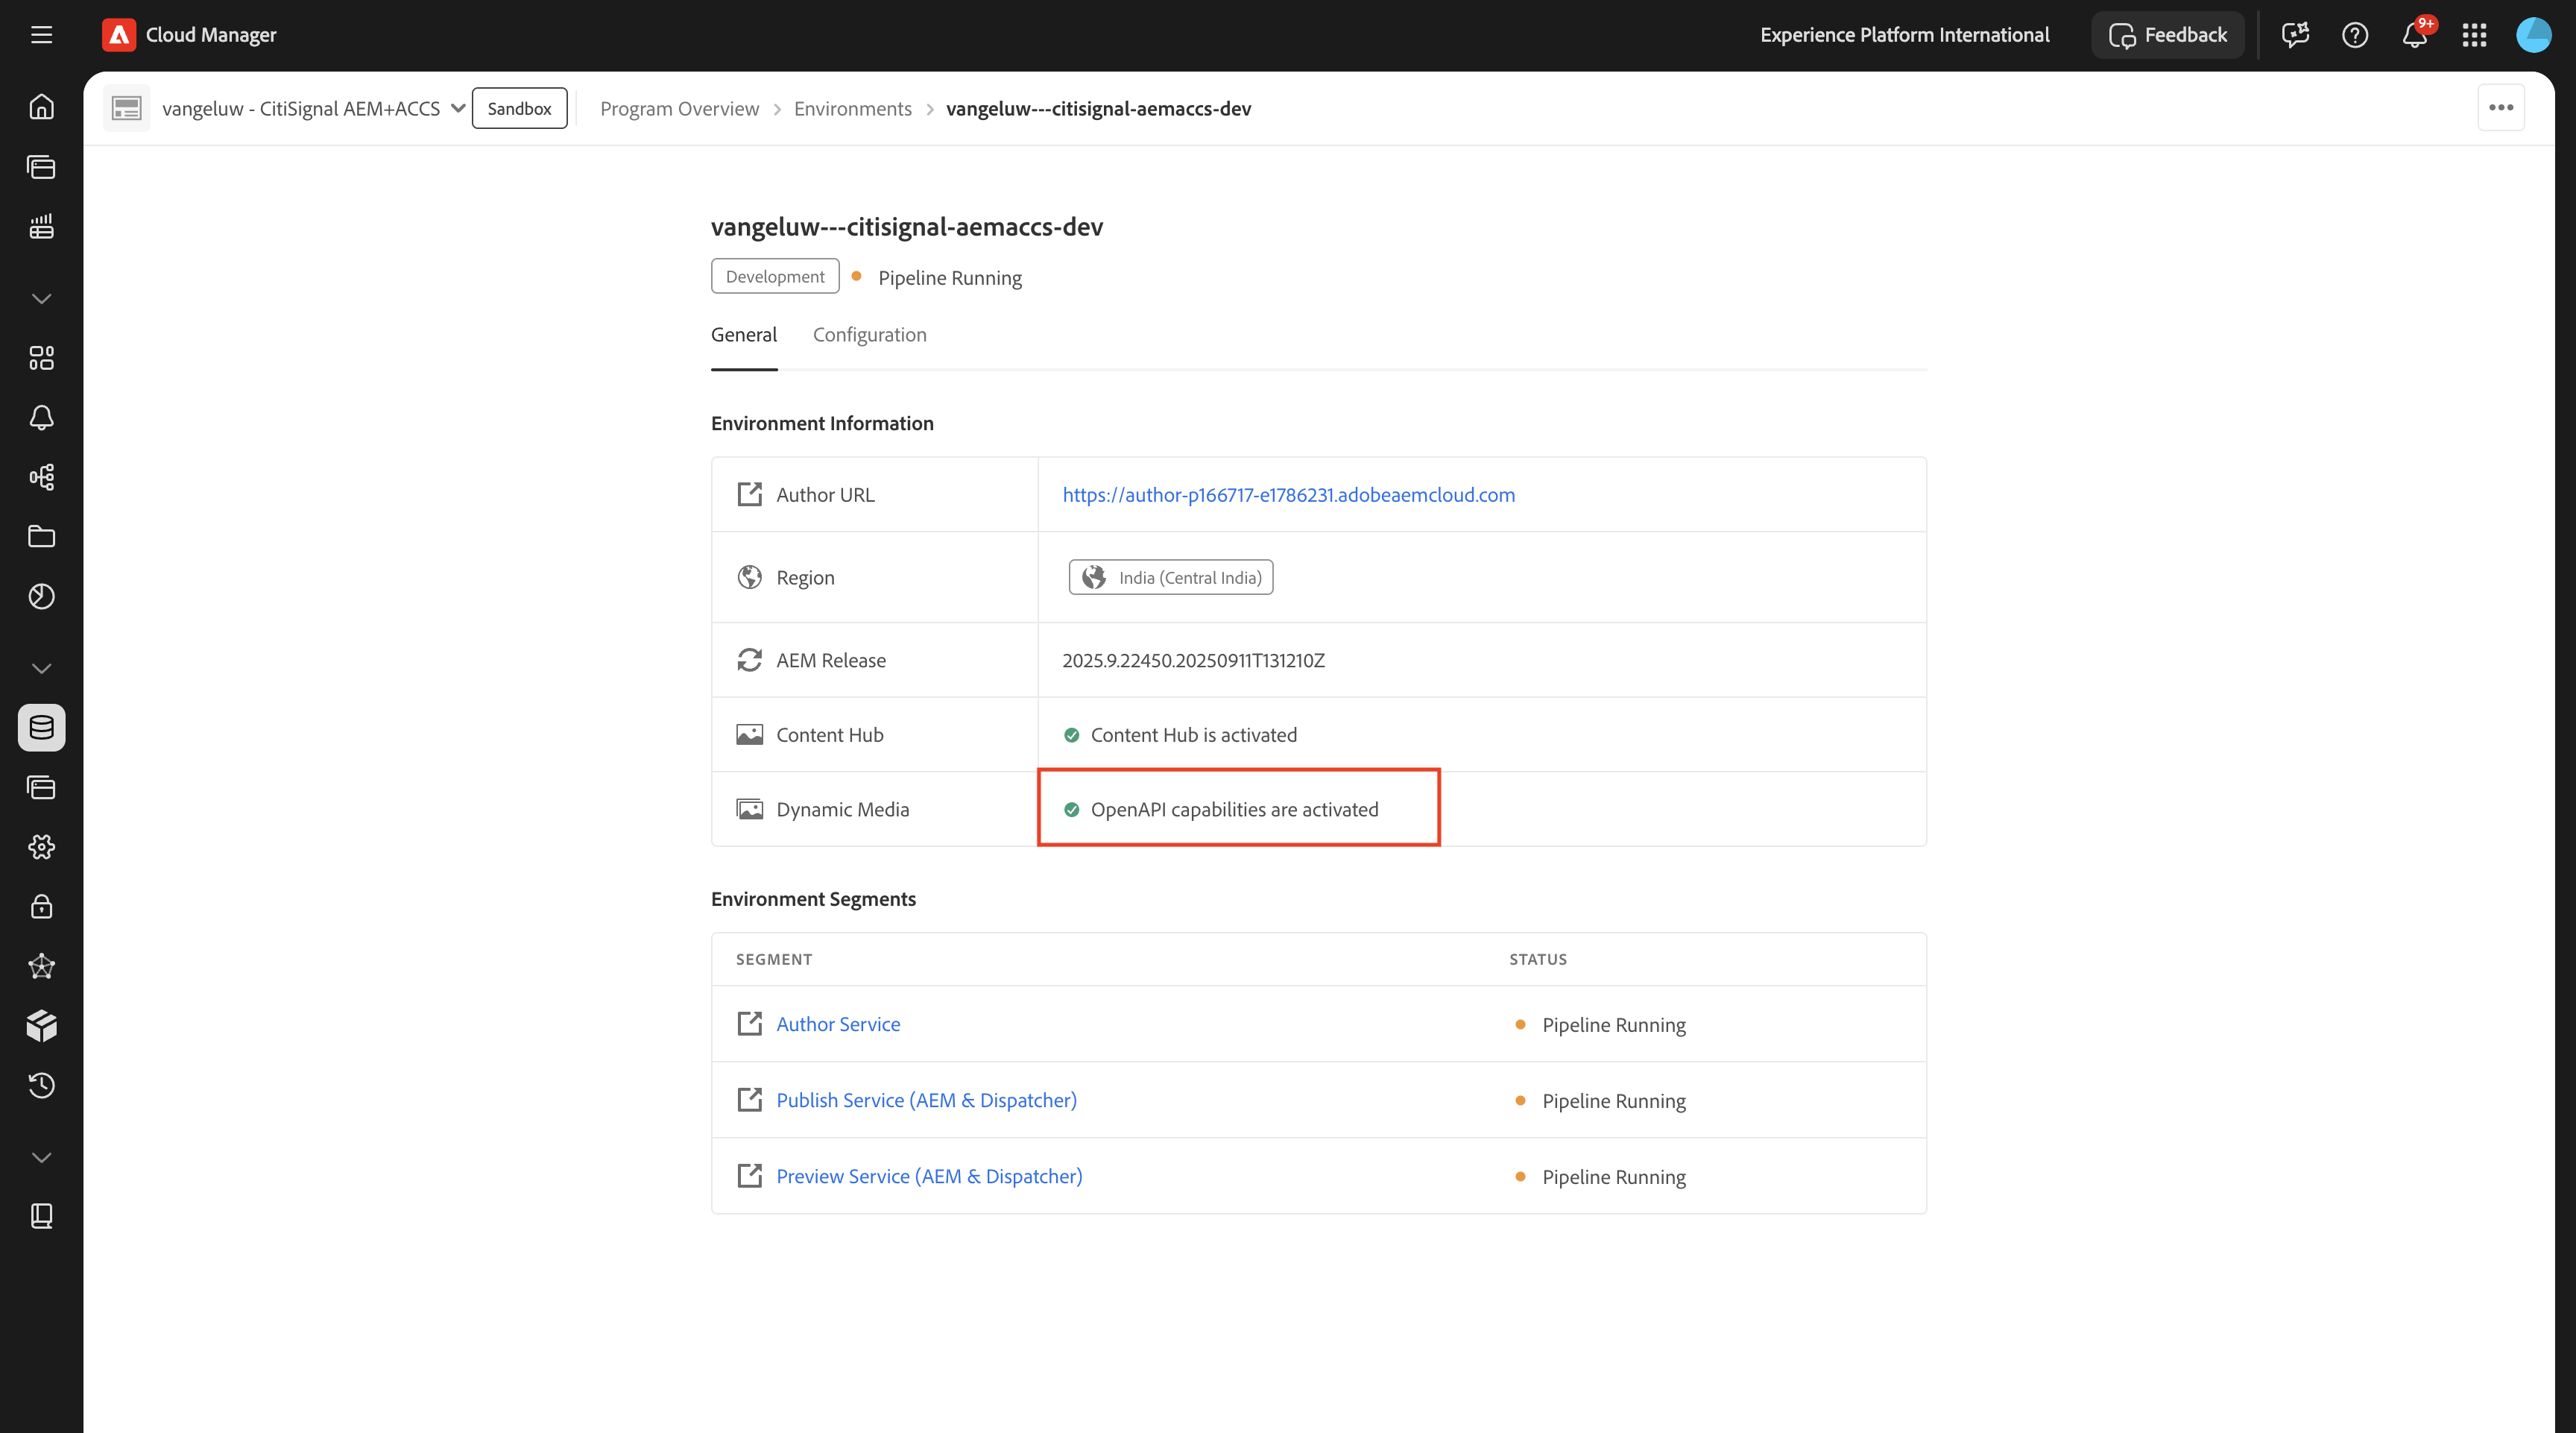 Cloud Manager
Experience Platform International
Feedback
9+
vangeluw - CitiSignal AEM+ACCS
Sandbox
Program Overview > Environments > vangeluw---citisignal-aemaccs-dev
vangeluw---citisignal-aemaccs-dev
Development
Pipeline Running
General
Configuration
Environment Information
Author URL
https://author-p166717-e1786231.adobeaemcloud.com
Region
India (Central India)
AEM Release
2025.9.22450.20250911T131210Z
Content Hub
Content Hub is activated
Dynamic Media
OpenAPI capabilities are activated
Environment Segments
SEGMENT
STATUS
Author Service
Pipeline Running
Publish Service (AEM & Dispatcher)
Pipeline Running
Preview Service (AEM & Dispatcher)
Pipeline Running